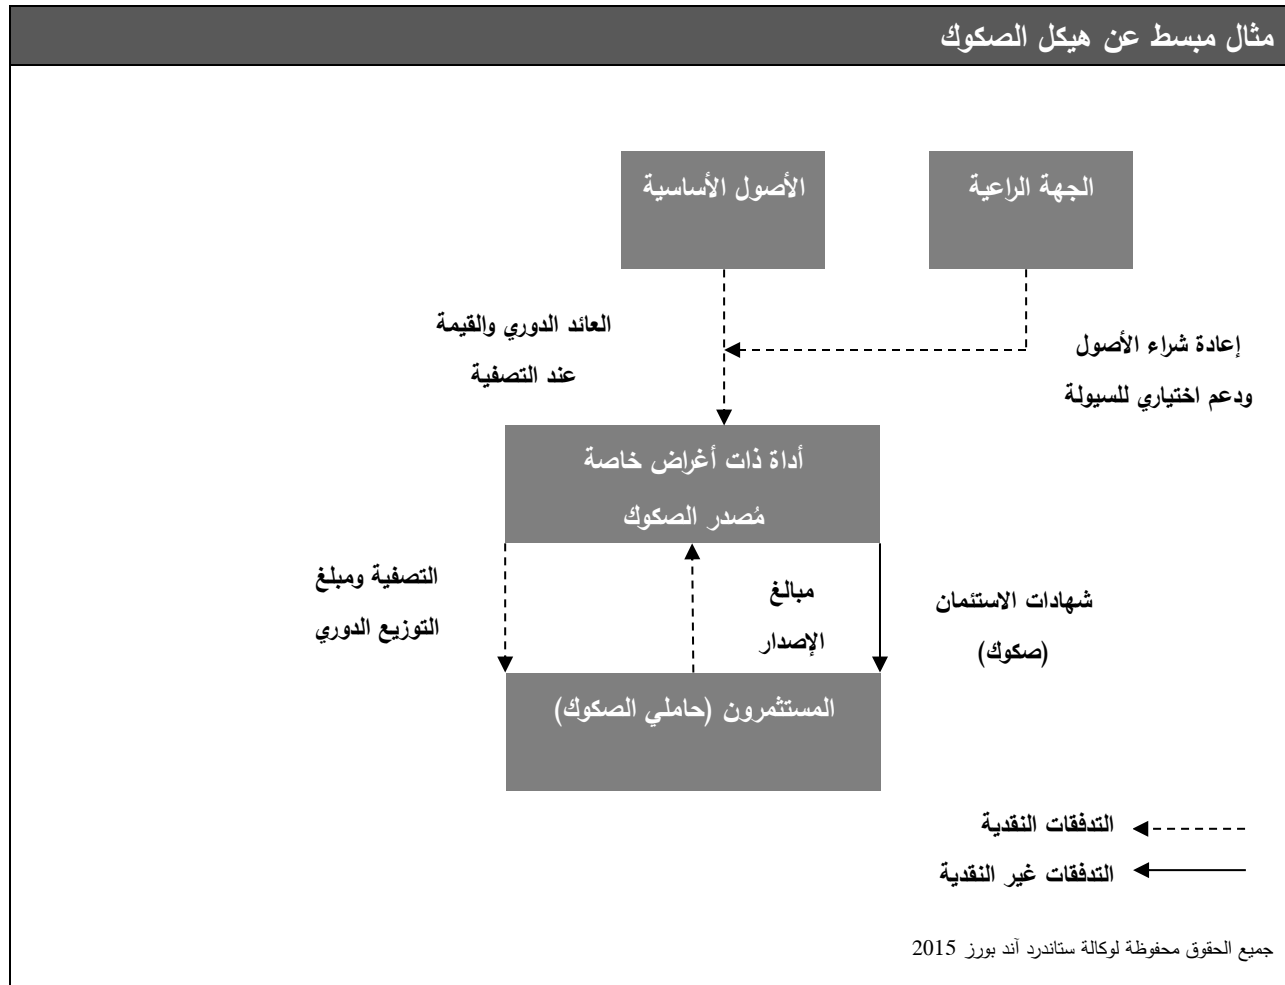 مثال مبسط عن هيكل الصكوك
الجهة الراعية
الأصول الأساسية
إعادة شراء الأصول
ودعم اختياري للسيولة
العائد الدوري والقيمة
عند التصفية
أداة ذات أغراض خاصة
مُصدر الصكوك
شهادات الاستئمان
(صكوك)
مبالغ
الإصدار
التصفية ومبلغ
التوزيع الدوري
المستثمرون (حاملي الصكوك)
التدفقات النقدية
التدفقات غير النقدية
جميع الحقوق محفوظة لوكالة ستاندرد آند بورز 2015